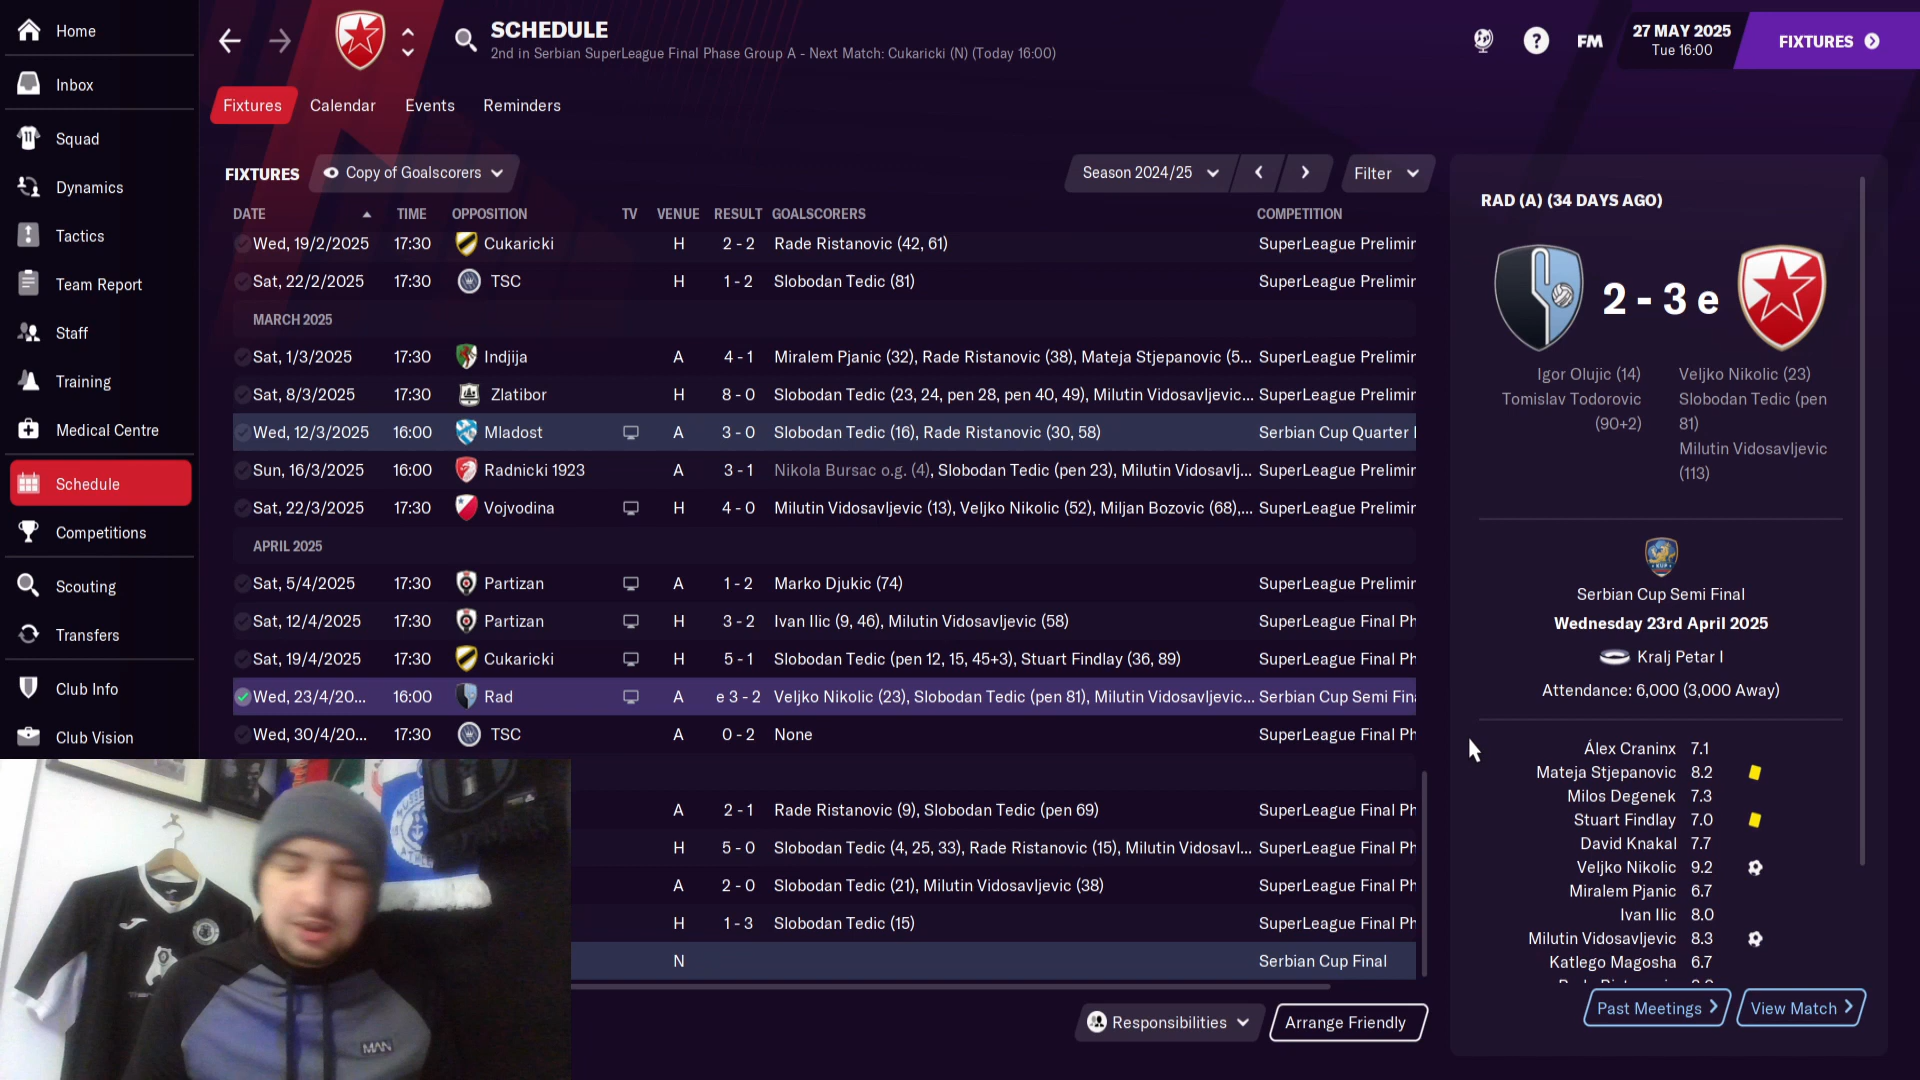 Home
Inbox
Squad
Dynamics
Tactics
Team Report
Staff
Training
Medical Centre
Schedule
Competitions
Scouting
Transfers
Club Info
Club Vision
SCHEDULE
2nd in Serbian SuperLeague Final Phase Group A - Next Match: Cukaricki (N) (Today 16:00)
FM
27 MAY 2025
Tue 16:00
FIXTURES
Fixtures Calendar Events Reminders
FIXTURES Copy of Goalscorers Season 2024/25 Filter
DATE TIME OPPOSITION TV VENUE RESULT GOALSCORERS COMPETITION
Wed, 19/2/2025 17:30 Cukaricki H 2 - 2 Rade Ristanovic (42, 61) SuperLeague Prelimir
Sat, 22/2/2025 17:30 TSC H 1 - 2 Slobodan Tedic (81) SuperLeague Prelimir
MARCH 2025
Sat, 1/3/2025 17:30 Indjija A 4 - 1 Miralem Pjanic (32), Rade Ristanovic (38), Mateja Stjepanovic (5... SuperLeague Prelimir
Sat, 8/3/2025 17:30 Zlatibor H 8 - 0 Slobodan Tedic (23, 24, pen 28, pen 40, 49), Milutin Vidosavljevic... SuperLeague Prelimir
Wed, 12/3/2025 16:00 Mladost A 3 - 0 Slobodan Tedic (16), Rade Ristanovic (30, 58) Serbian Cup Quarter
Sun, 16/3/2025 16:00 Radnicki 1923 A 3 - 1 Nikola Bursac o.g. (4), Slobodan Tedic (pen 23), Milutin Vidosavlj... SuperLeague Prelimir
Sat, 22/3/2025 17:30 Vojvodina H 4 - 0 Milutin Vidosavljevic (13), Veljko Nikolic (52), Miljan Bozovic (68),... SuperLeague Prelimir
APRIL 2025
Sat, 5/4/2025 17:30 Partizan A 1 - 2 Marko Djukic (74) SuperLeague Prelimir
Sat, 12/4/2025 17:30 Partizan H 3 - 2 Ivan Ilic (9, 46), Milutin Vidosavljevic (58) SuperLeague Final Ph
Sat, 19/4/2025 17:30 Cukaricki H 5 - 1 Slobodan Tedic (pen 12, 15, 45+3), Stuart Findlay (36, 89) SuperLeague Final Ph
Wed, 23/4/20... 16:00 Rad A e 3 - 2 Veljko Nikolic (23), Slobodan Tedic (pen 81), Milutin Vidosavljevic... Serbian Cup Semi Fina
Wed, 30/4/20... 17:30 TSC A 0 - 2 None SuperLeague Final Ph
A 2 - 1 Rade Ristanovic (9), Slobodan Tedic (pen 69) SuperLeague Final Ph
H 5 - 0 Slobodan Tedic (4, 25, 33), Rade Ristanovic (15), Milutin Vidosavl... SuperLeague Final Ph
A 2 - 0 Slobodan Tedic (21), Milutin Vidosavljevic (38) SuperLeague Final Ph
H 1 - 3 Slobodan Tedic (15) SuperLeague Final Ph
N Serbian Cup Final
Responsibilities Arrange Friendly
RAD (A) (34 DAYS AGO)
2 - 3 e
Igor Olujic (14)
Tomislav Todorovic
(90+2)
Veljko Nikolic (23)
Slobodan Tedic (pen
81)
Milutin Vidosavljevic
(113)
Serbian Cup Semi Final
Wednesday 23rd April 2025
Kralj Petar I
Attendance: 6,000 (3,000 Away)
Álex Craninx 7.1
Mateja Stjepanovic 8.2
Milos Degenek 7.3
Stuart Findlay 7.0
David Knakal 7.7
Veljko Nikolic 9.2
Miralem Pjanic 6.7
Ivan Ilic 8.0
Milutin Vidosavljevic 8.3
Katlego Magosha 6.7
Past Meetings View Match
MAN